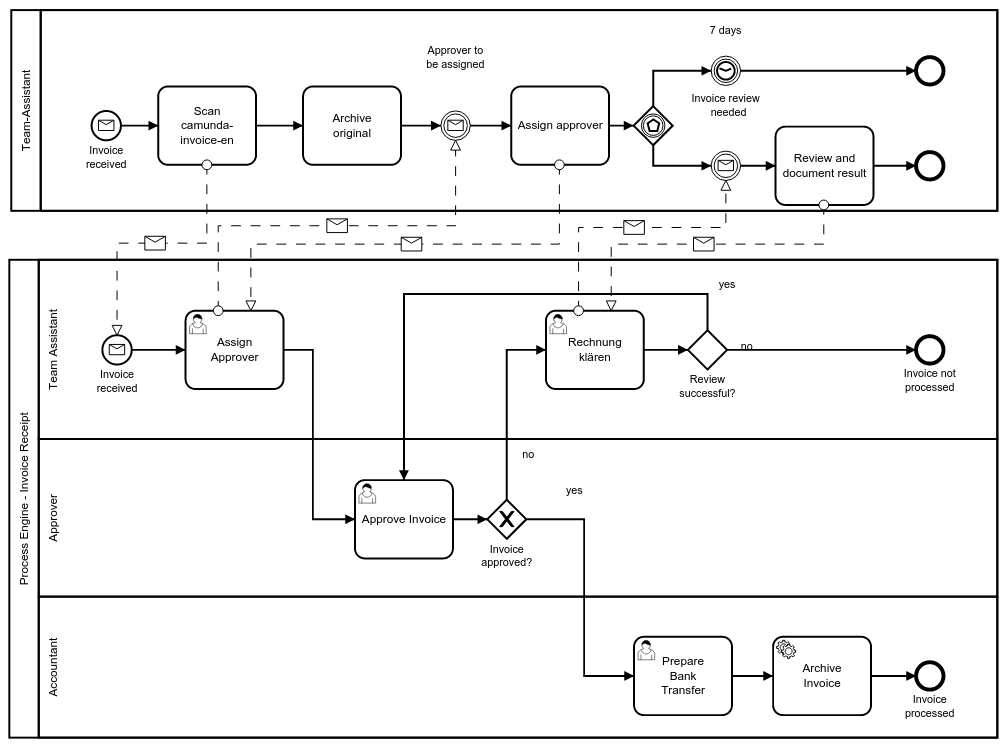 Team-Assistant
Invoice
received
Scan
camunda-
invoice-en
Archive
original
Approver to
be assigned
Assign approver
7 days
Invoice review
needed
Review and
document result
Process Engine - Invoice Receipt
Team Assistant
Invoice
received
Assign
Approver
Rechnung
klären
yes
no
Review
successful?
Invoice not
processed
Approver
Approve Invoice
no
yes
Invoice
approved?
Accountant
Prepare
Bank
Transfer
Archive
Invoice
Invoice
processed